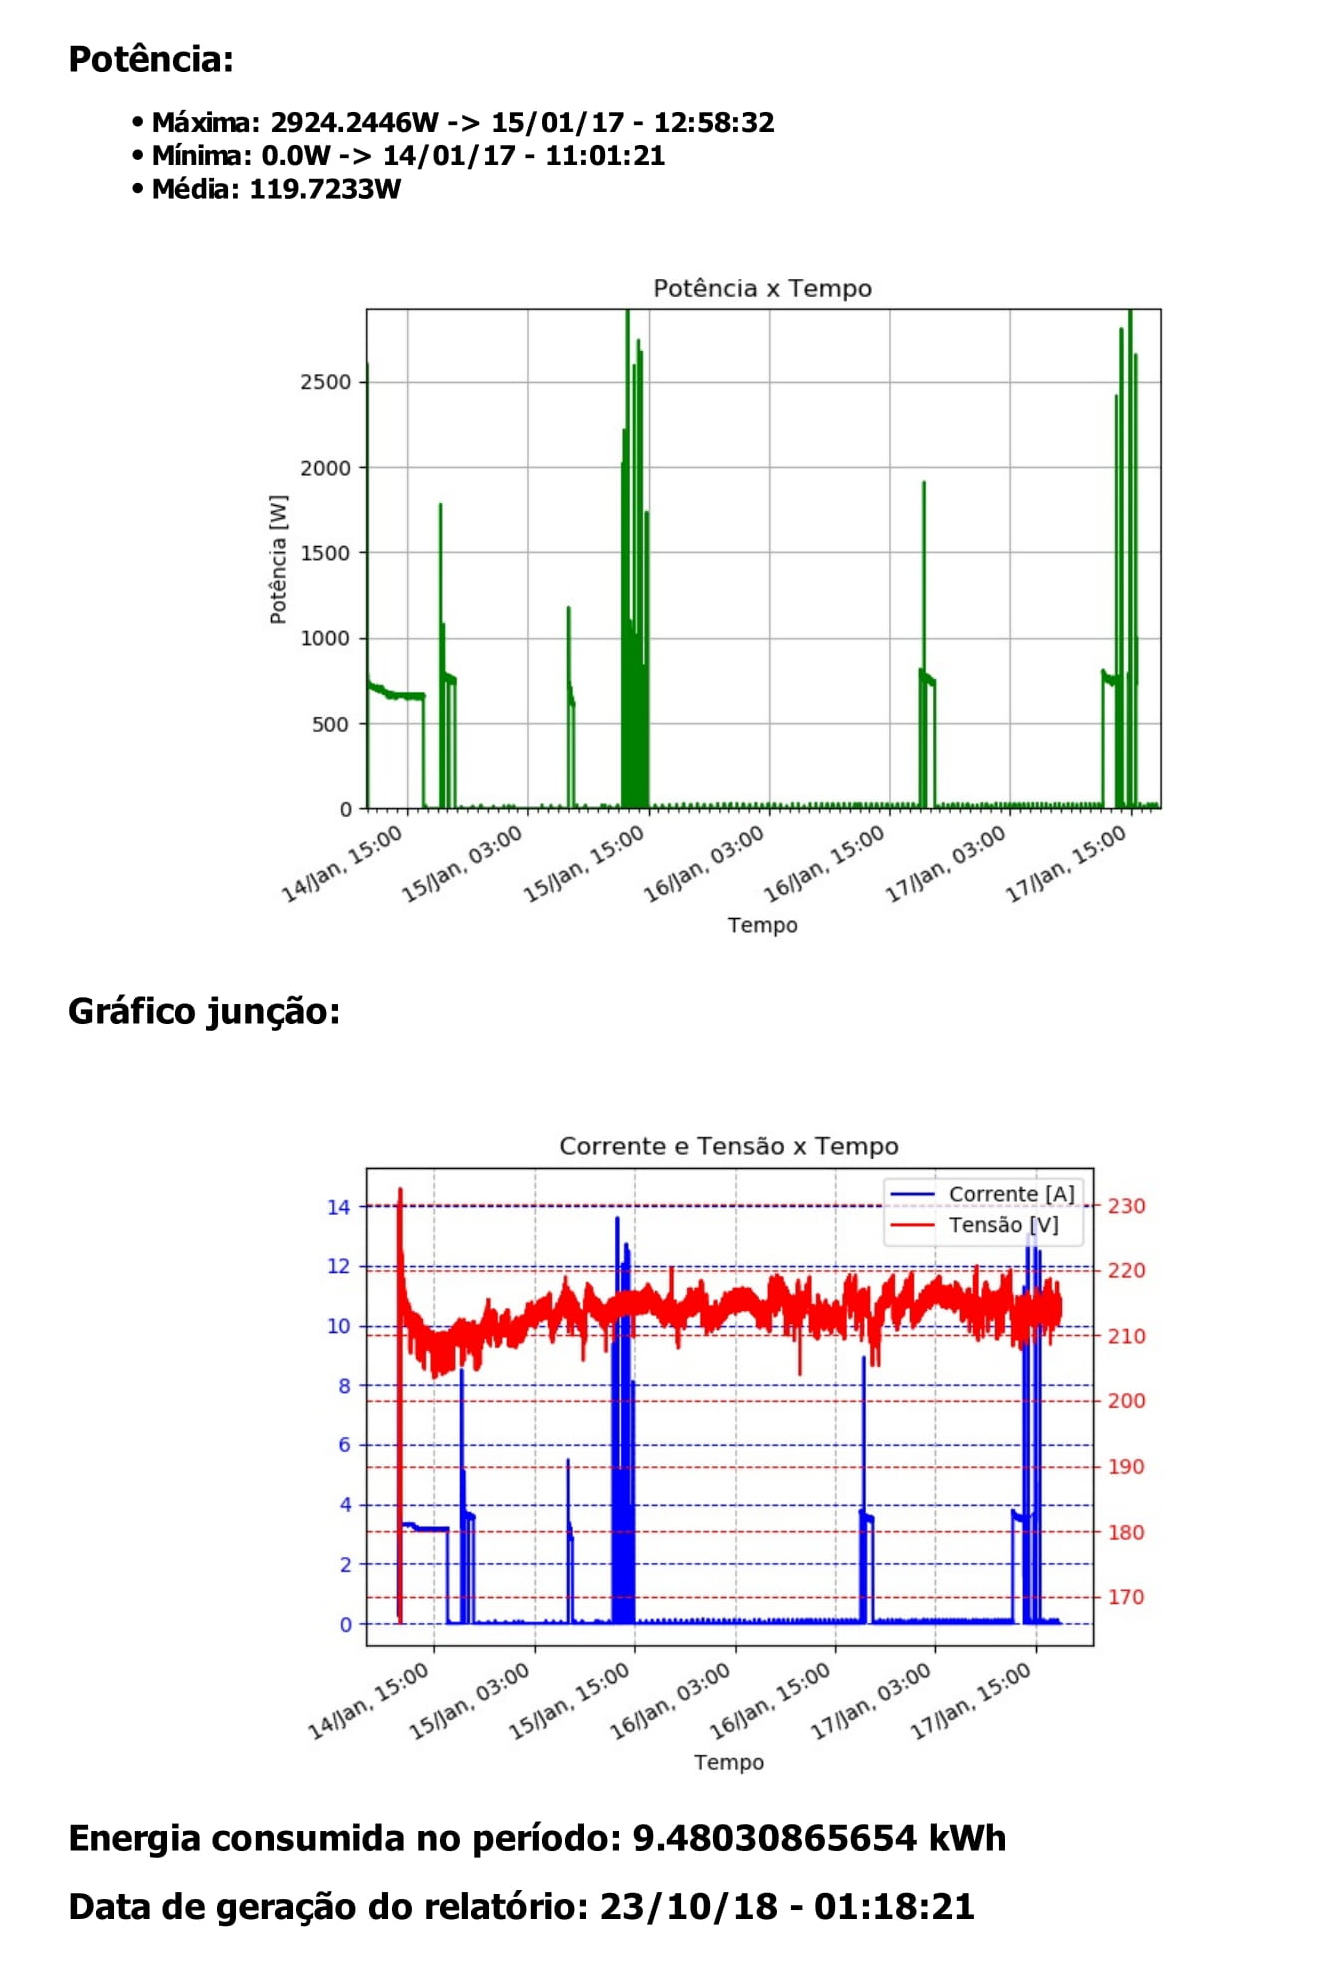 Potência:
• Máxima: 2924.2446W -> 15/01/17 - 12:58:32
• Mínima: 0.0W -> 14/01/17 - 11:01:21
• Média: 119.7233W
Potência x Tempo
Potência [W]
2500
2000
1500
1000
500
0
14/Jan, 15:00
15/Jan, 03:00
15/Jan, 15:00
16/Jan, 03:00
16/Jan, 15:00
17/Jan, 03:00
17/Jan, 15:00
Tempo
Gráfico junção:
Corrente e Tensão x Tempo
Corrente [A]
Tensão [V]
14
12
10
8
6
4
2
0
230
220
210
200
190
180
170
14/Jan, 15:00
15/Jan, 03:00
15/Jan, 15:00
16/Jan, 03:00
16/Jan, 15:00
17/Jan, 03:00
17/Jan, 15:00
Tempo
Energia consumida no período: 9.48030865654 kWh
Data de geração do relatório: 23/10/18 - 01:18:21